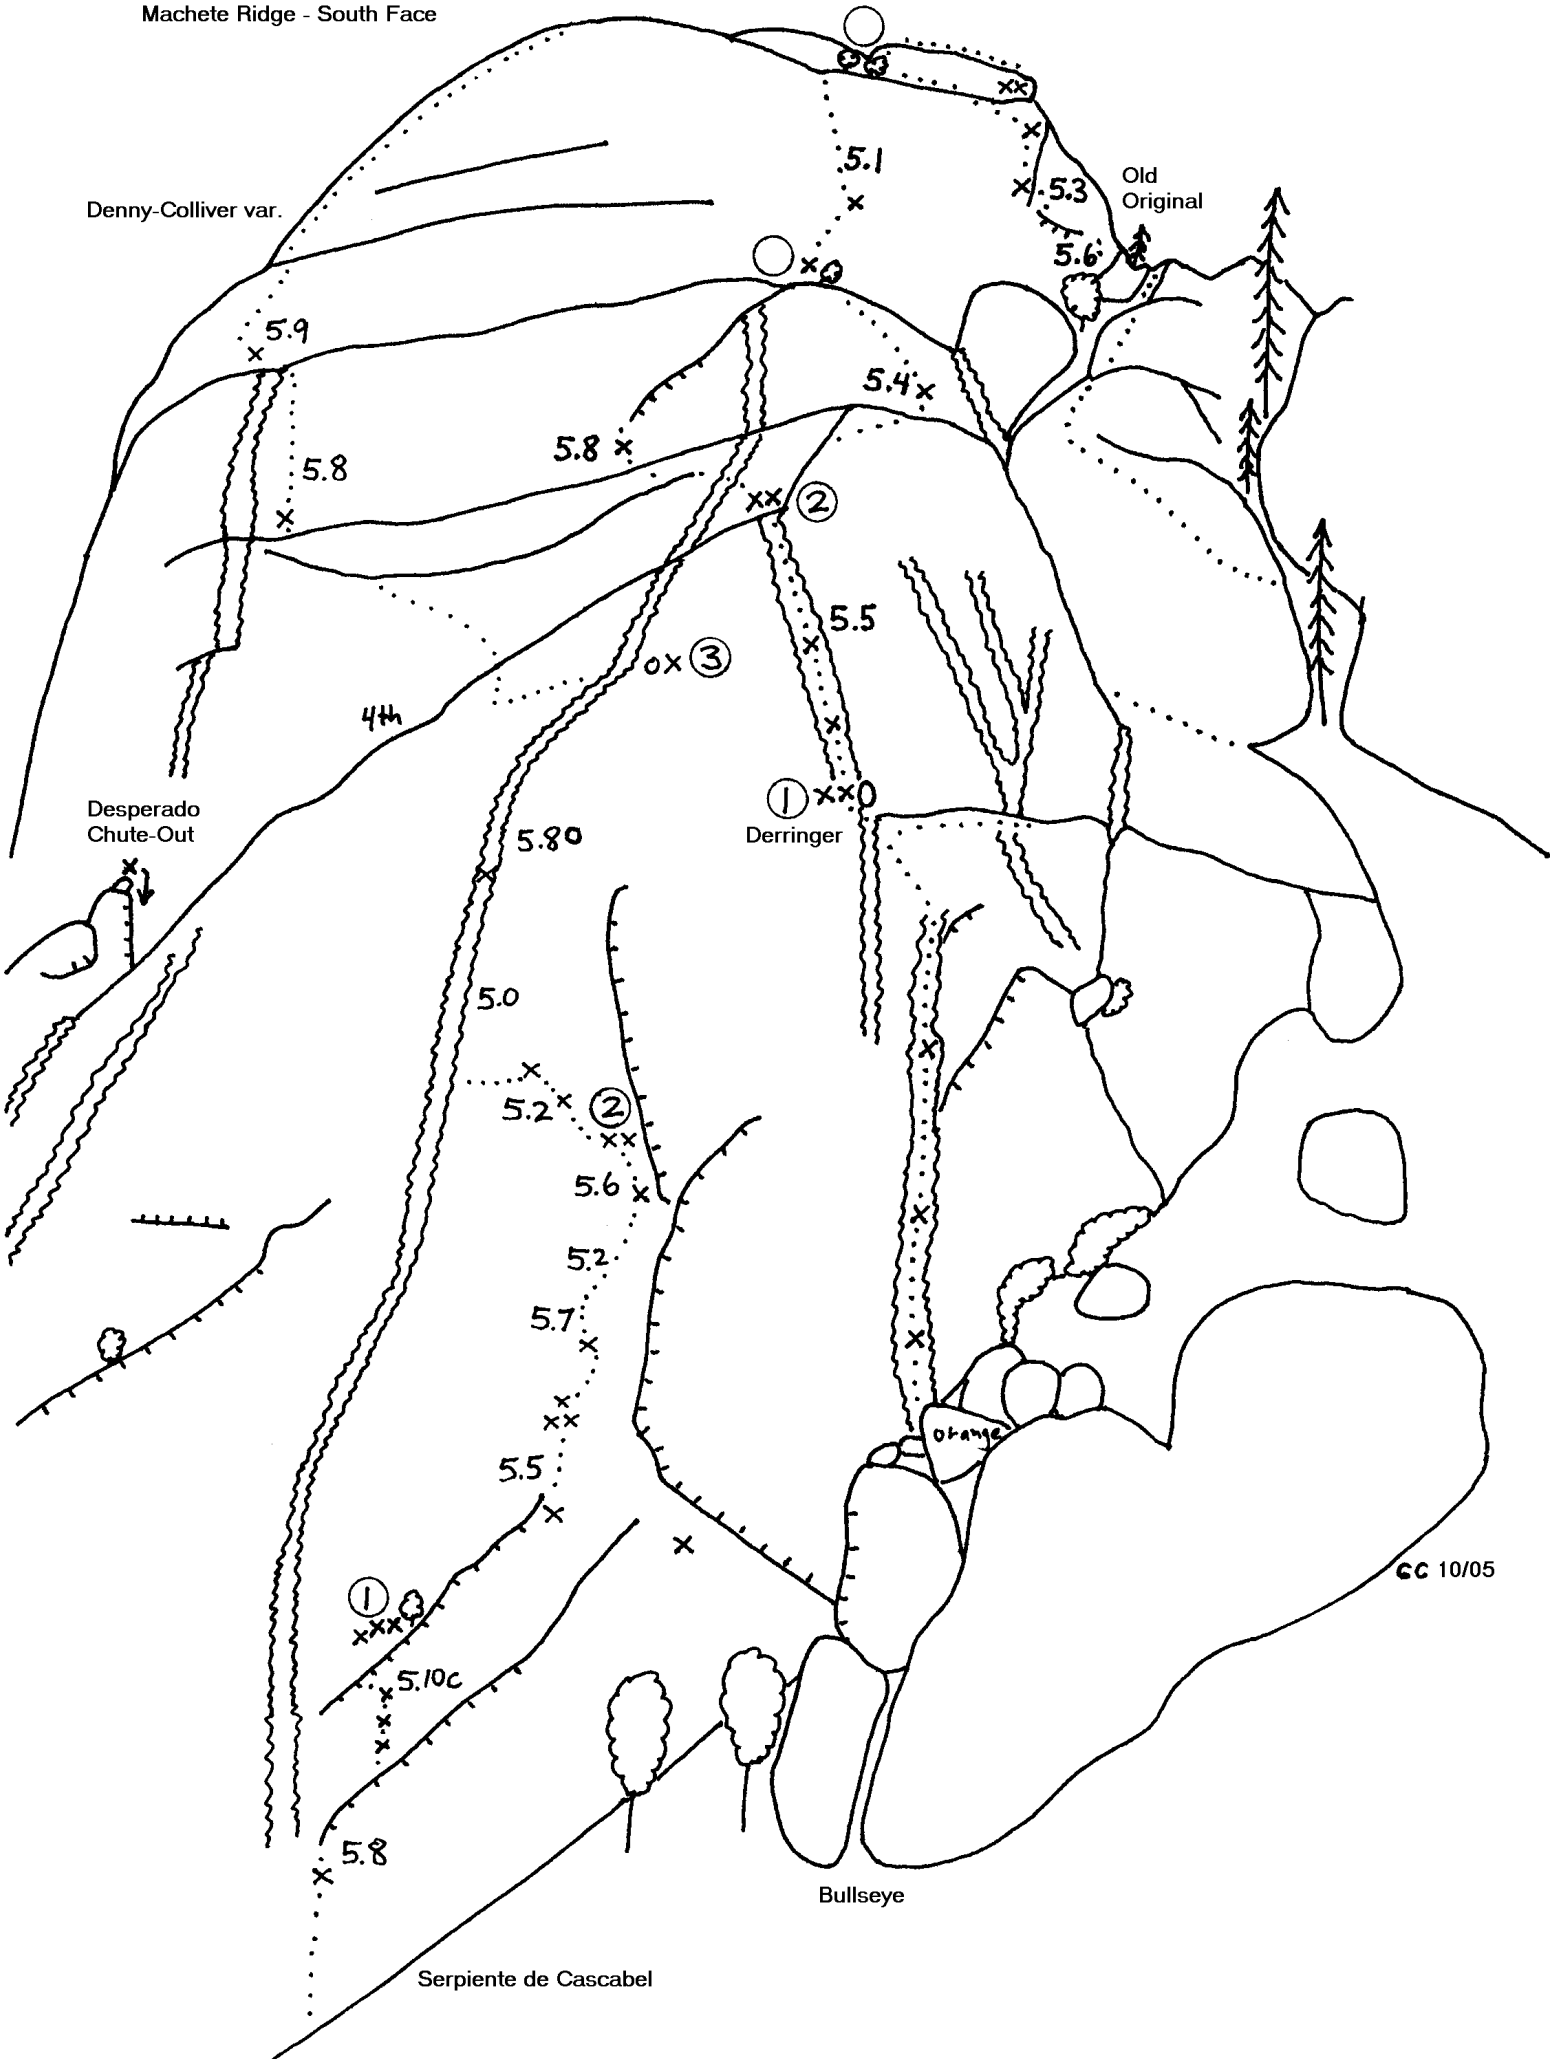 Machete Ridge - South Face
5.1
Old
Original
5.3
Denny-Colliver var.
5.6
5.9
5.4
5.8
5.8
2
5.5
3
4th
1
Derringer
Desperado
Chute-Out
5.80
5.0
5.2
2
5.6
5.2
5.7
orange
5.5
GC 10/05
1
5.10c
5.8
Bullseye
Serpiente de Cascabel